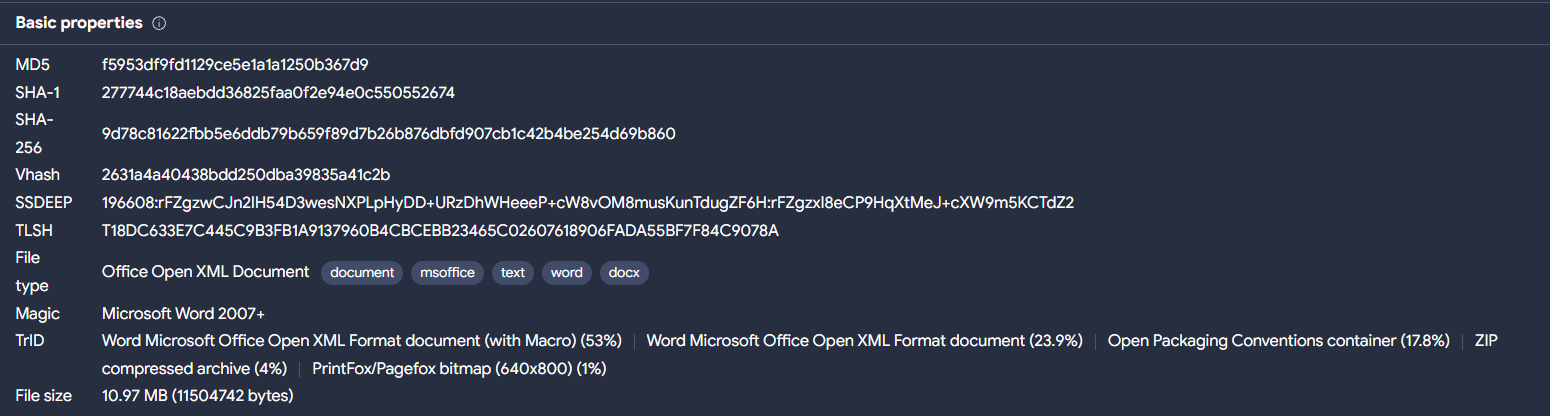 Basic properties
MD5 f5953df9fd1129ce5e1a1a1250b367d9
SHA-1 277744c18aebdd36825faa0f2e94e0c550552674
SHA-
256 9d78c81622fbb5e6ddb79b659f89d7b26b876dbfd907cb1c42b4be254d69b860
Vhash 2631a4a40438bdd250dba39835a41c2b
SSDEEP 196608:rFZgzwCJn2IH54D3wesNXPLpHyDD+URzDhWHeeeP+cW8vOM8musKunTdugZF6H:rFZgzxI8eCP9HqXtMeJ+cXW9m5KCTdZ2
TLSH T18DC633E7C445C9B3FB1A9137960B4CBCEBB23465C02607618906FADA55BF7F84C9078A
File
type Office Open XML Document document msoffice text word docx
Magic Microsoft Word 2007+
TrID Word Microsoft Office Open XML Format document (with Macro) (53%) Word Microsoft Office Open XML Format document (23.9%) Open Packaging Conventions container (17.8%) ZIP
compressed archive (4%) PrintFox/Pagefox bitmap (640x800) (1%)
File size 10.97 MB (11504742 bytes)